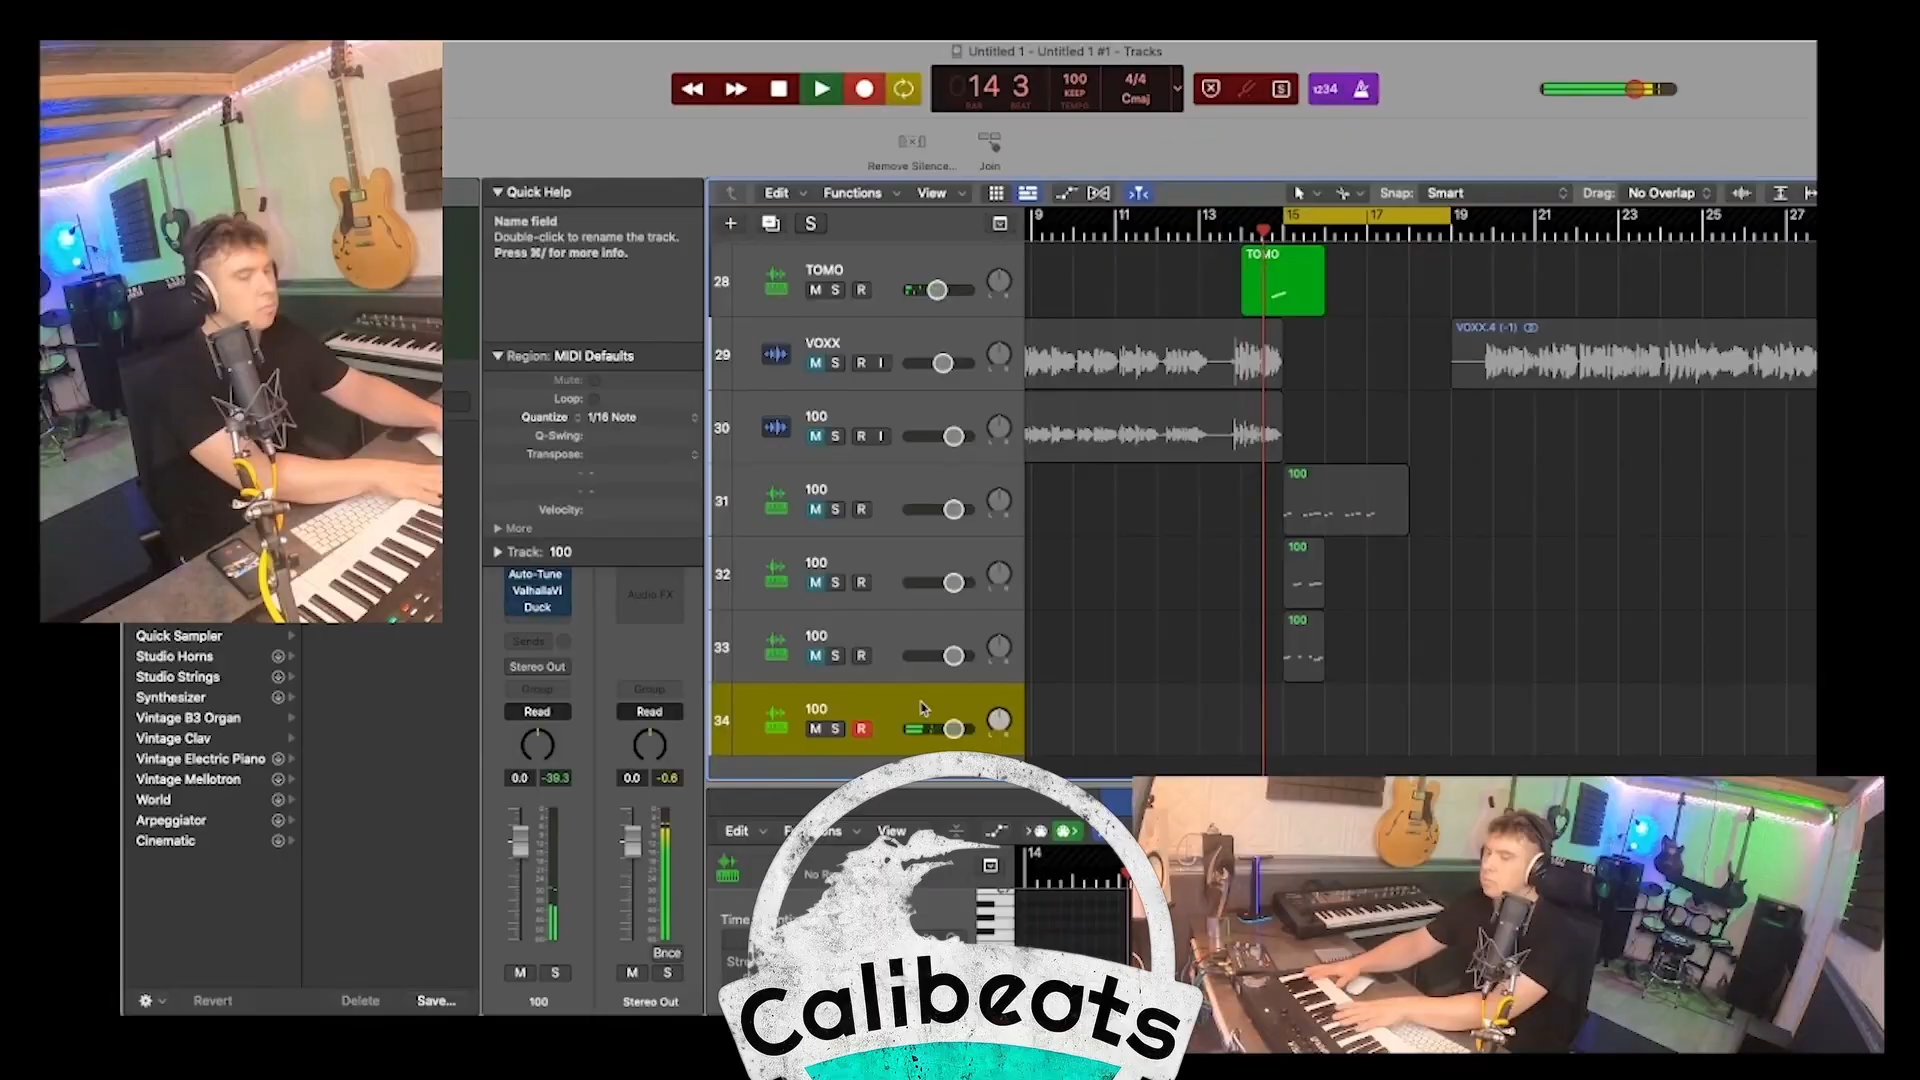 Untitled 1 - Untitled 1 #1 - Tracks
14 3
BAR BEAT
100
KEEP
TEMPO
4/4
Cmaj
S
1234
Remove Silence...
Join
Quick Help
Name field
Double-click to rename the track.
Press ⌘/ for more info.
Region: MIDI Defaults
Mute:
Loop:
Quantize 1/16 Note
Q-Swing:
Transpose:
Velocity:
More
Track: 100
Edit Functions View
Snap: Smart
Drag: No Overlap
+ S
9 11 13 15 17 19 21 23 25 27
28 TOMO
M S R
TOMO
29 VOXX
M S R I
VOXX.4 (-1)
30 100
M S R I
31 100
M S R
100
32 100
M S R
100
33 100
M S R
100
34 100
M S R
Auto-Tune
ValhallaVi
Duck
Audio FX
Sends
Stereo Out
Group Group
Read Read
0.0 -39.3 0.0 -0.6
Bnce
M S M S
100 Stereo Out
Quick Sampler
Studio Horns
Studio Strings
Synthesizer
Vintage B3 Organ
Vintage Clav
Vintage Electric Piano
Vintage Mellotron
World
Arpeggiator
Cinematic
Revert Delete Save...
Edit View
14
Calibeats